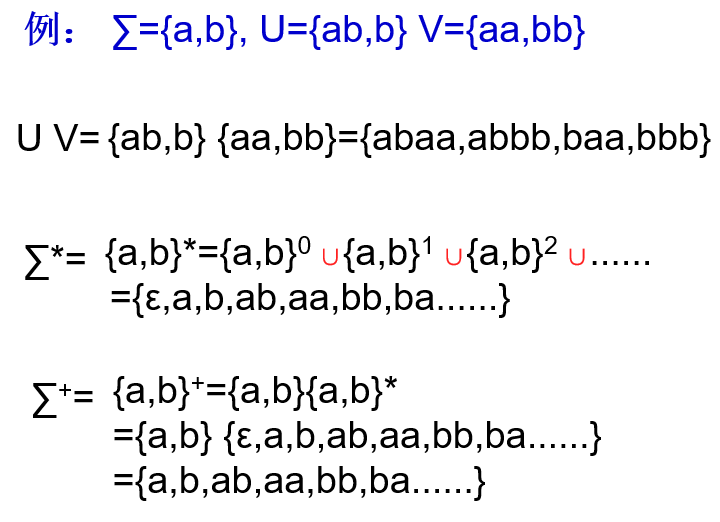 例： ∑={a,b}, U={ab,b} V={aa,bb}
U V= {ab,b} {aa,bb}={abaa,abbb,baa,bbb}
∑*= {a,b}*={a,b}⁰ ∪{a,b}¹ ∪{a,b}² ∪......
={ε,a,b,ab,aa,bb,ba......}
∑⁺= {a,b}⁺={a,b}{a,b}*
={a,b} {ε,a,b,ab,aa,bb,ba......}
={a,b,ab,aa,bb,ba......}